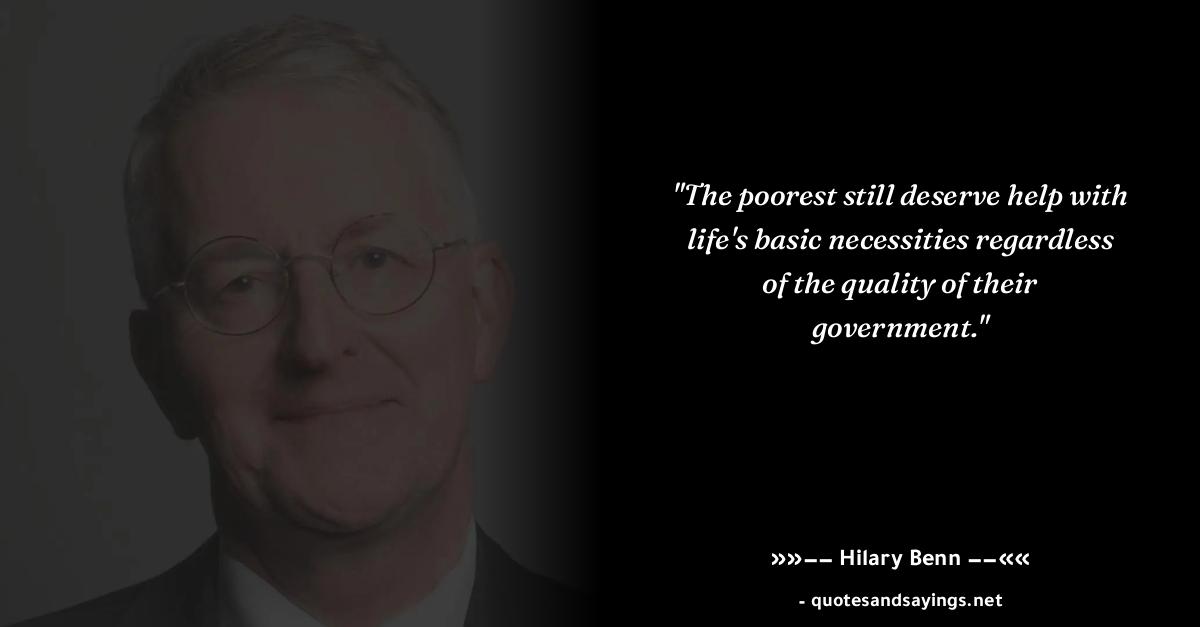 "The poorest still deserve help with
life's basic necessities regardless
of the quality of their
government."
»»–– Hilary Benn ––««
- quotesandsayings.net